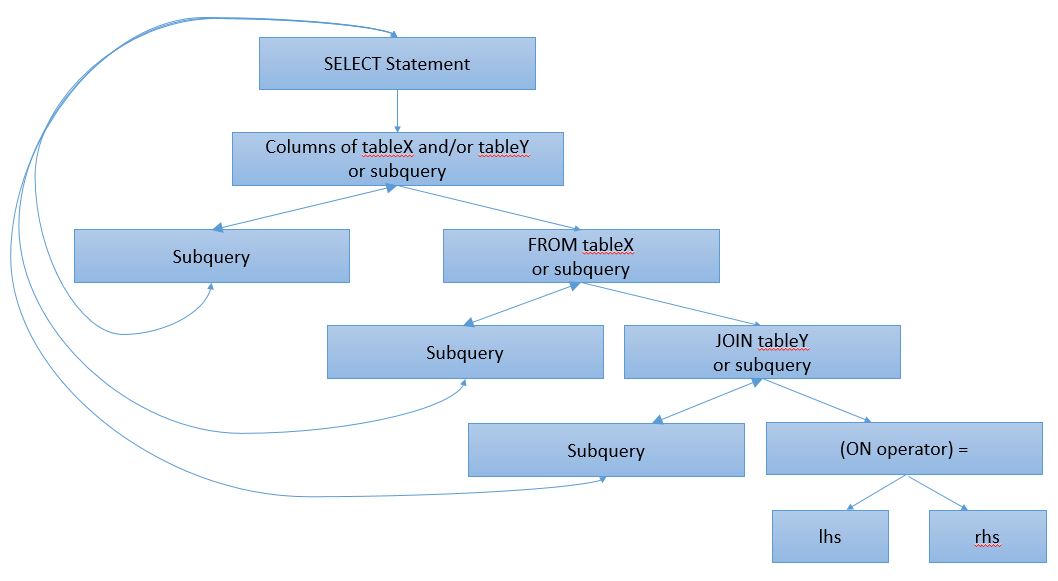 SELECT Statement
Columns of tableX and/or tableY
or subquery
Subquery
FROM tableX
or subquery
Subquery
JOIN tableY
or subquery
Subquery
(ON operator) =
lhs
rhs